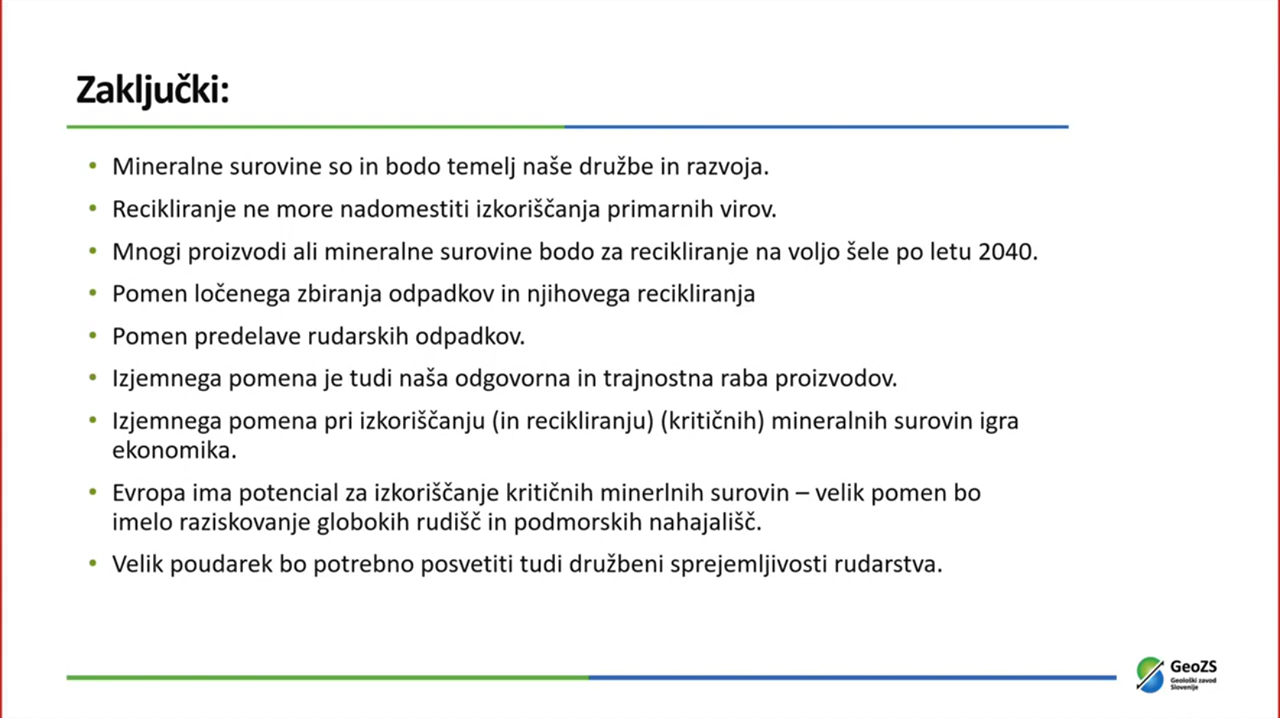 Zaključki:
• Mineralne surovine so in bodo temelj naše družbe in razvoja.
• Recikliranje ne more nadomestiti izkoriščanja primarnih virov.
• Mnogi proizvodi ali mineralne surovine bodo za recikliranje na voljo šele po letu 2040.
• Pomen ločenega zbiranja odpadkov in njihovega recikliranja
• Pomen predelave rudarskih odpadkov.
• Izjemnega pomena je tudi naša odgovorna in trajnostna raba proizvodov.
• Izjemnega pomena pri izkoriščanju (in recikliranju) (kritičnih) mineralnih surovin igra
ekonomika.
• Evropa ima potencial za izkoriščanje kritičnih minerlnih surovin – velik pomen bo
imelo raziskovanje globokih rudišč in podmorskih nahajališč.
• Velik poudarek bo potrebno posvetiti tudi družbeni sprejemljivosti rudarstva.
GeoZS
Geološki zavod
Slovenije